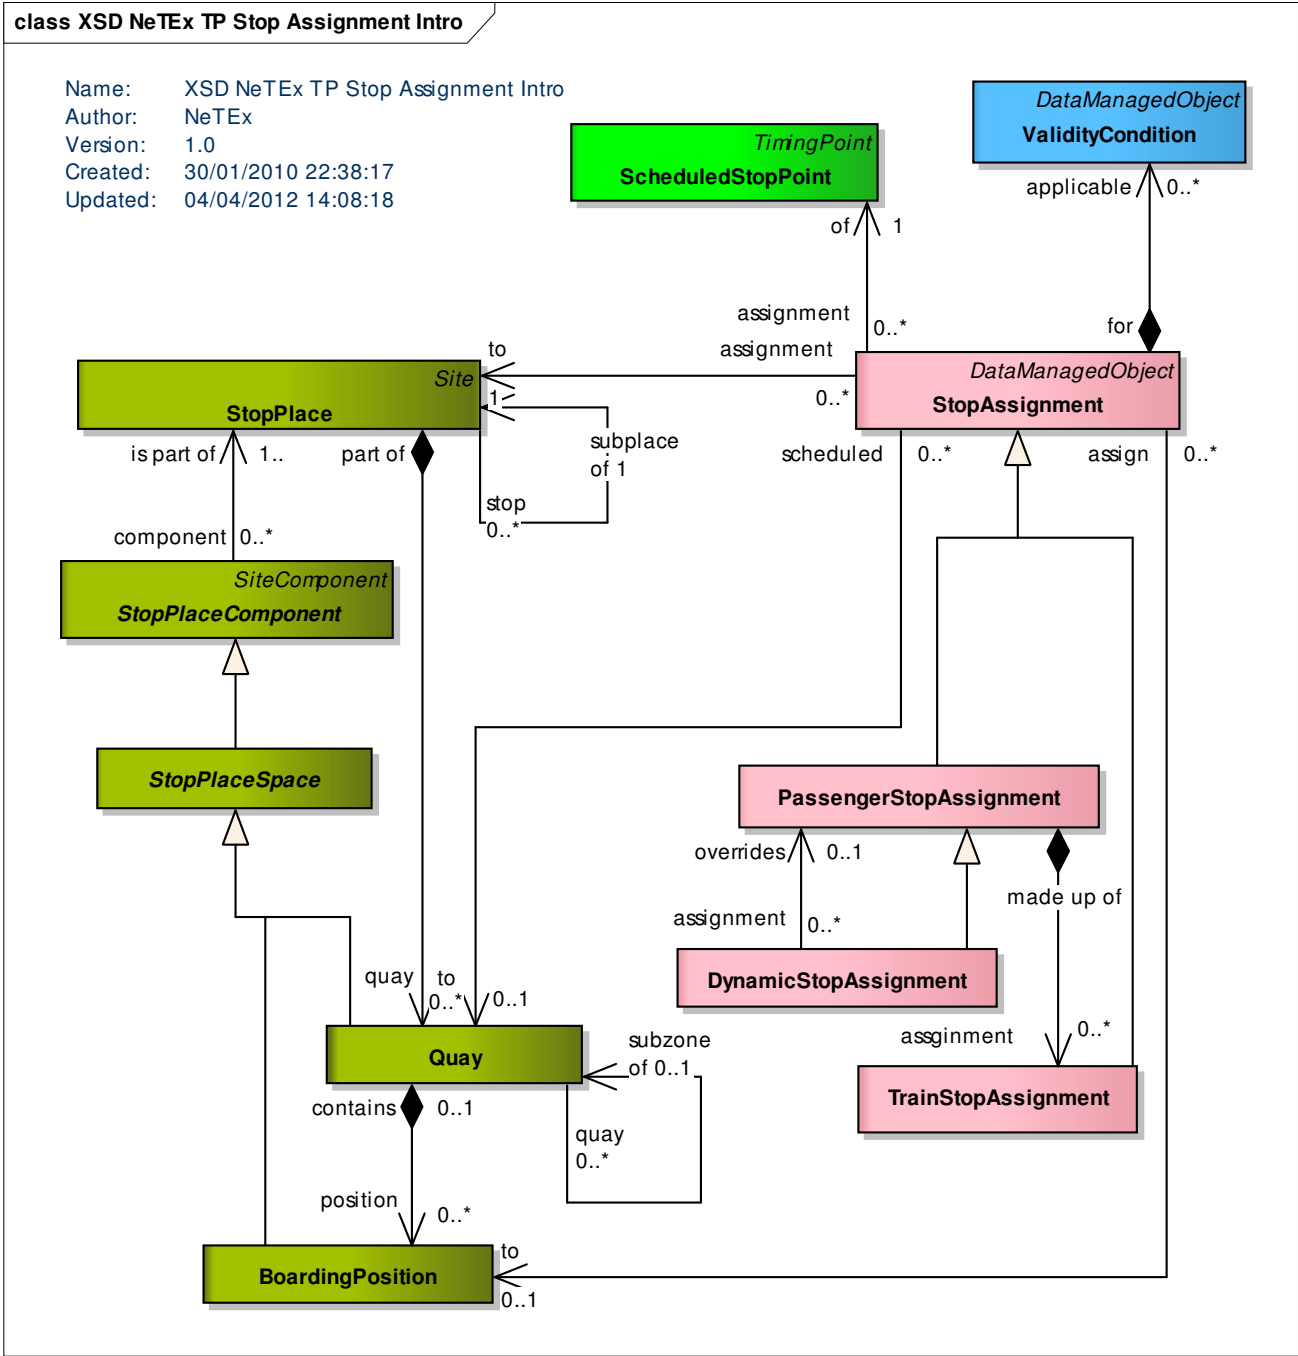 class XSD NeTEx TP Stop Assignment Intro
Name: XSD NeTEx TP Stop Assignment Intro
Author: NeTEx
Version: 1.0
Created: 30/01/2010 22:38:17
Updated: 04/04/2012 14:08:18
DataManagedObject
ValidityCondition
applicable 0..*
TimingPoint
ScheduledStopPoint
of 1
assignment 0..*
for
to
assignment
0..*
1
Site
StopPlace
DataManagedObject
StopAssignment
is part of 1..
part of
subplace
of 1
stop
0..*
scheduled 0..*
assign 0..*
component 0..*
SiteComponent
StopPlaceComponent
StopPlaceSpace
PassengerStopAssignment
overrides 0..1
made up of
assignment 0..*
DynamicStopAssignment
quay
0..*
to
0..1
assginment 0..*
Quay
subzone
of 0..1
TrainStopAssignment
contains 0..1
quay
0..*
position 0..*
BoardingPosition
to
0..1